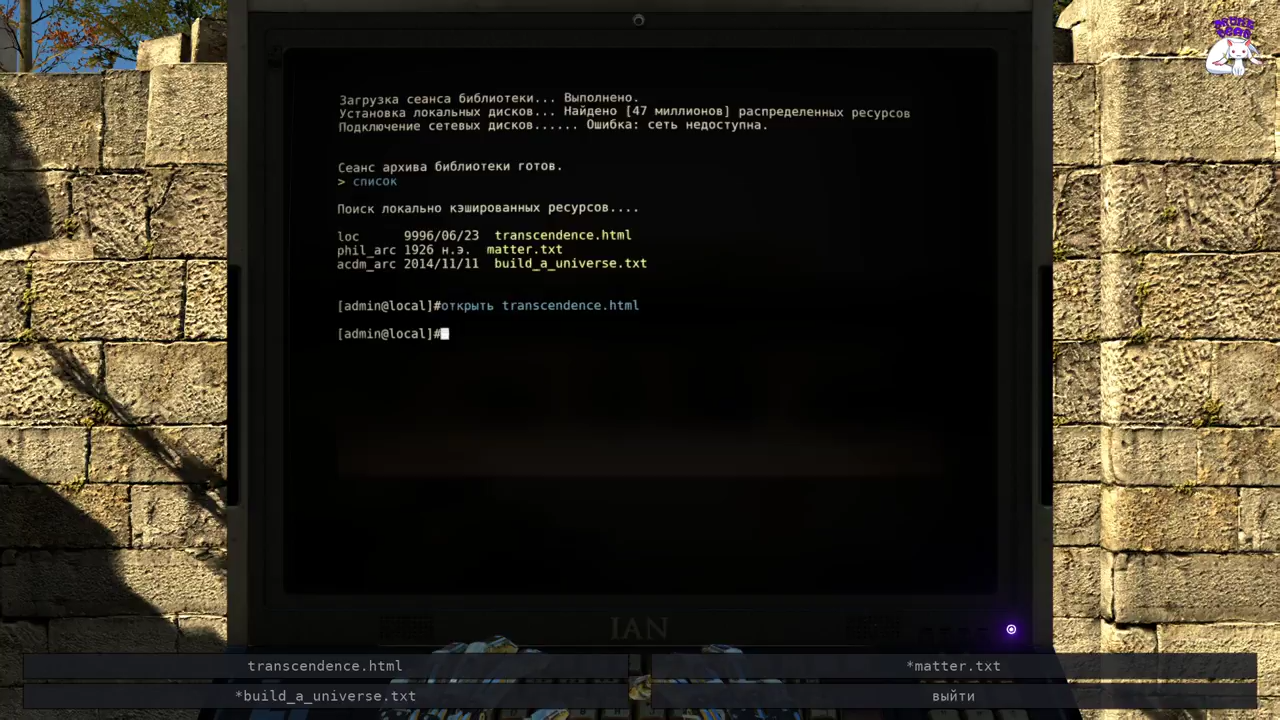 DRUNK TEAM
Загрузка сеанса библиотеки... Выполнено.
Установка локальных дисков... Найдено [47 миллионов] распределенных ресурсов
Подключение сетевых дисков...... Ошибка: сеть недоступна.
Сеанс архива библиотеки готов.
> список
Поиск локально кэшированных ресурсов....
loc 9996/06/23 transcendence.html
phil_arc 1926 н.э. matter.txt
acdm_arc 2014/11/11 build_a_universe.txt
[admin@local]#открыть transcendence.html
[admin@local]#
IAN
transcendence.html
*matter.txt
*build_a_universe.txt
выйти